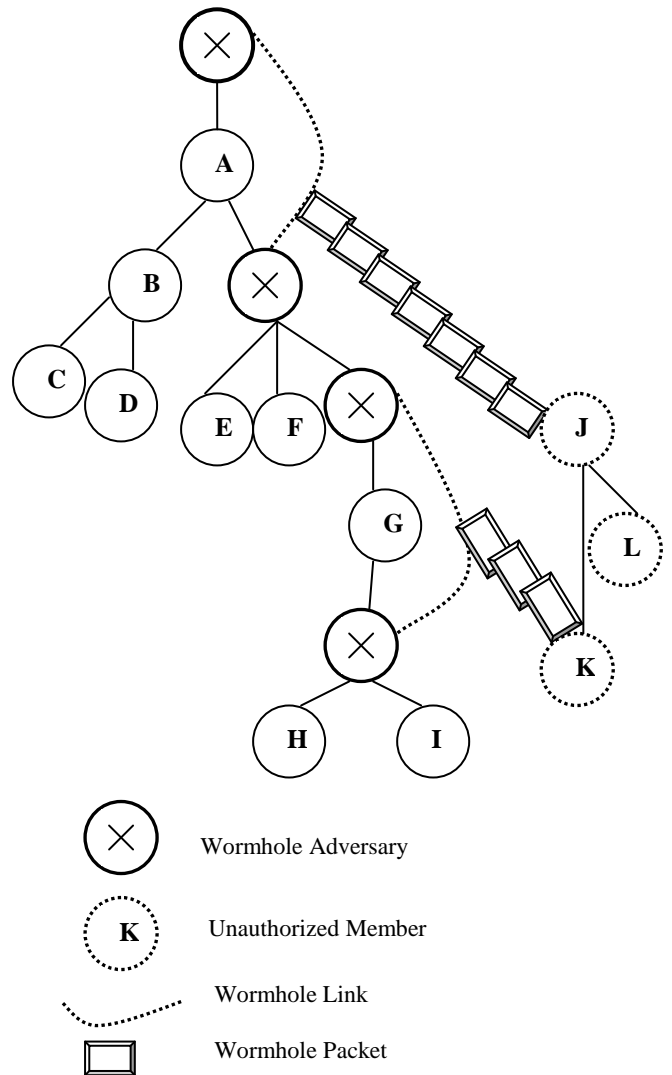 A
B
C
D
E
F
J
G
L
K
H
I
Wormhole Adversary
K
Unauthorized Member
Wormhole Link
Wormhole Packet